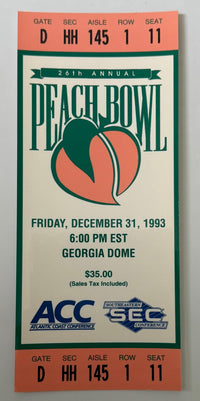 GATE SEC AISLE ROW SEAT
D HH 145 1 11
26th ANNUAL
PEACH BOWL
FRIDAY, DECEMBER 31, 1993
6:00 PM EST
GEORGIA DOME
$35.00
(Sales Tax Included)
ACC
ATLANTIC COAST CONFERENCE
SOUTHEASTERN
SEC
CONFERENCE
GATE SEC AISLE ROW SEAT
D HH 145 1 11